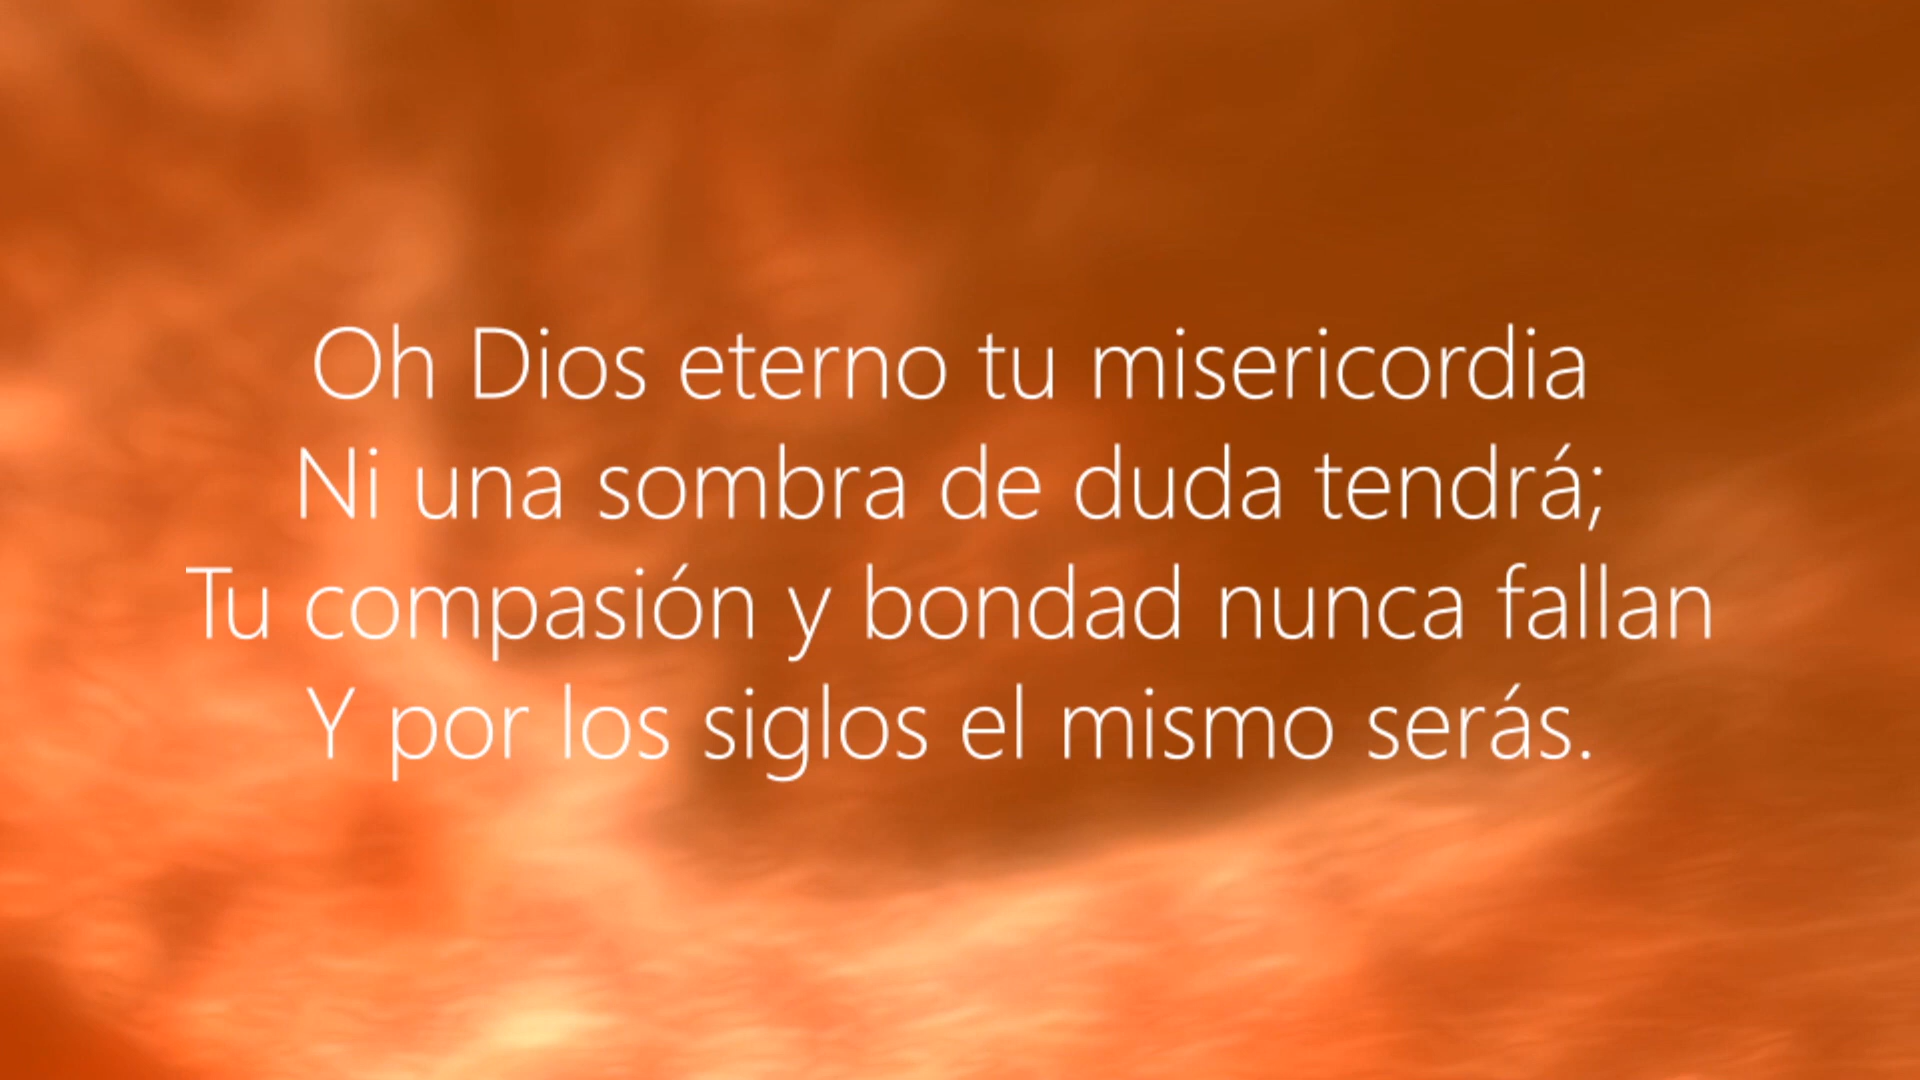 Oh Dios eterno tu misericordia
Ni una sombra de duda tendrá;
Tu compasión y bondad nunca fallan
Y por los siglos el mismo serás.